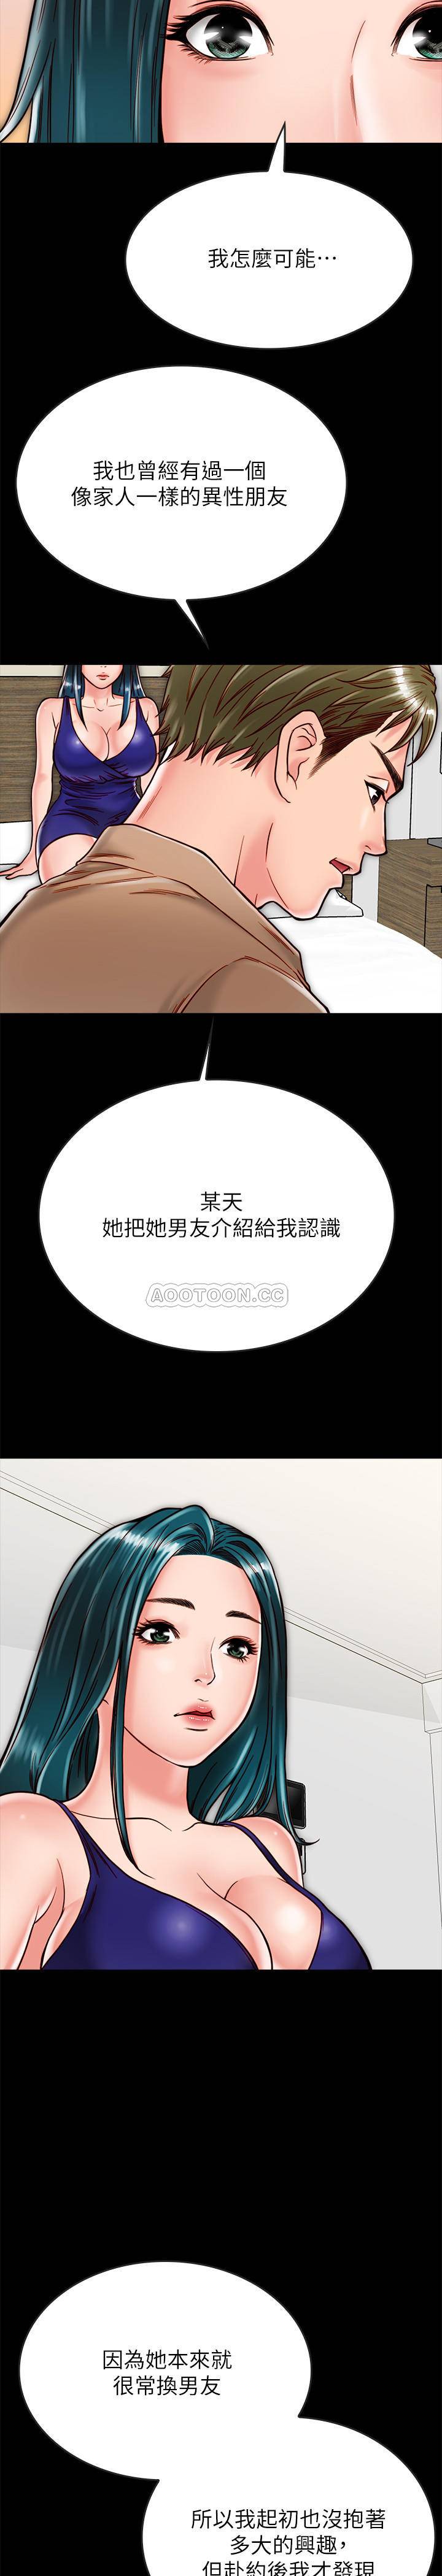 我怎麼可能…
我也曾經有過一個
像家人一樣的異性朋友
某天
她把她男友介紹給我認識
AOOTOON.CC
因為她本來就
很常換男友
所以我起初也沒抱著
多大的興趣，
但赴約後我才發現